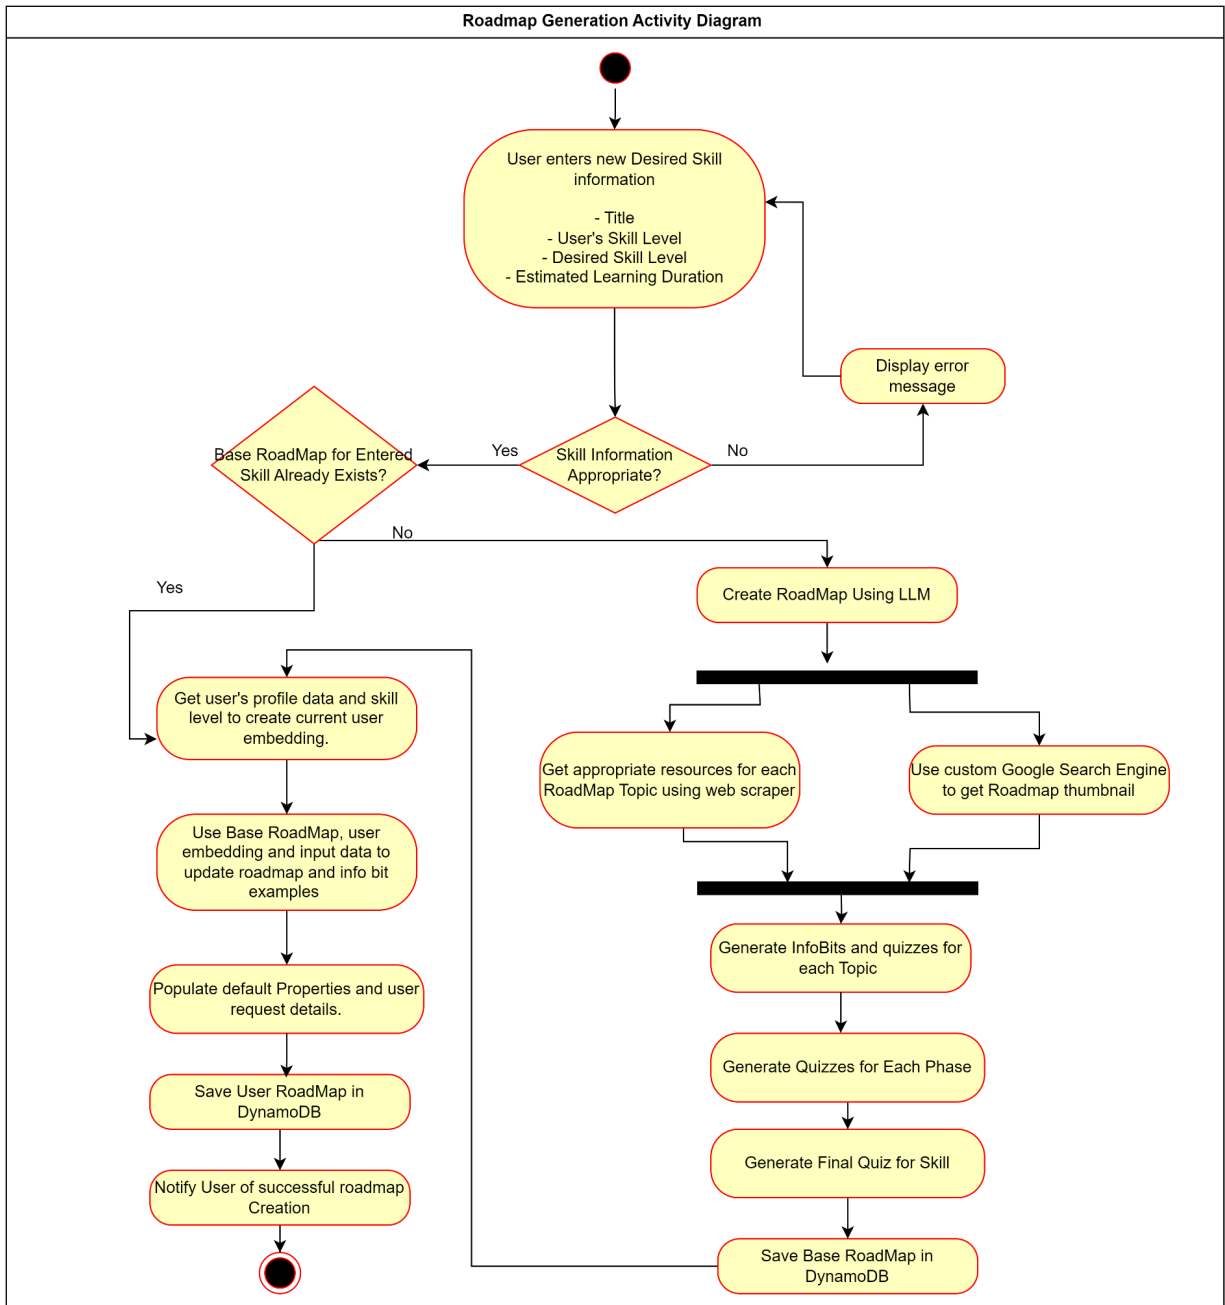 Roadmap Generation Activity Diagram
User enters new Desired Skill
information
- Title
- User's Skill Level
- Desired Skill Level
- Estimated Learning Duration
Display error
message
Base RoadMap for Entered
Skill Already Exists?
Yes
Skill Information
Appropriate?
No
No
Yes
Create RoadMap Using LLM
Get user's profile data and skill
level to create current user
embedding.
Get appropriate resources for each
RoadMap Topic using web scraper
Use custom Google Search Engine
to get Roadmap thumbnail
Use Base RoadMap, user
embedding and input data to
update roadmap and info bit
examples
Generate InfoBits and quizzes for
each Topic
Populate default Properties and user
request details.
Generate Quizzes for Each Phase
Save User RoadMap in
DynamoDB
Generate Final Quiz for Skill
Notify User of successful roadmap
Creation
Save Base RoadMap in
DynamoDB